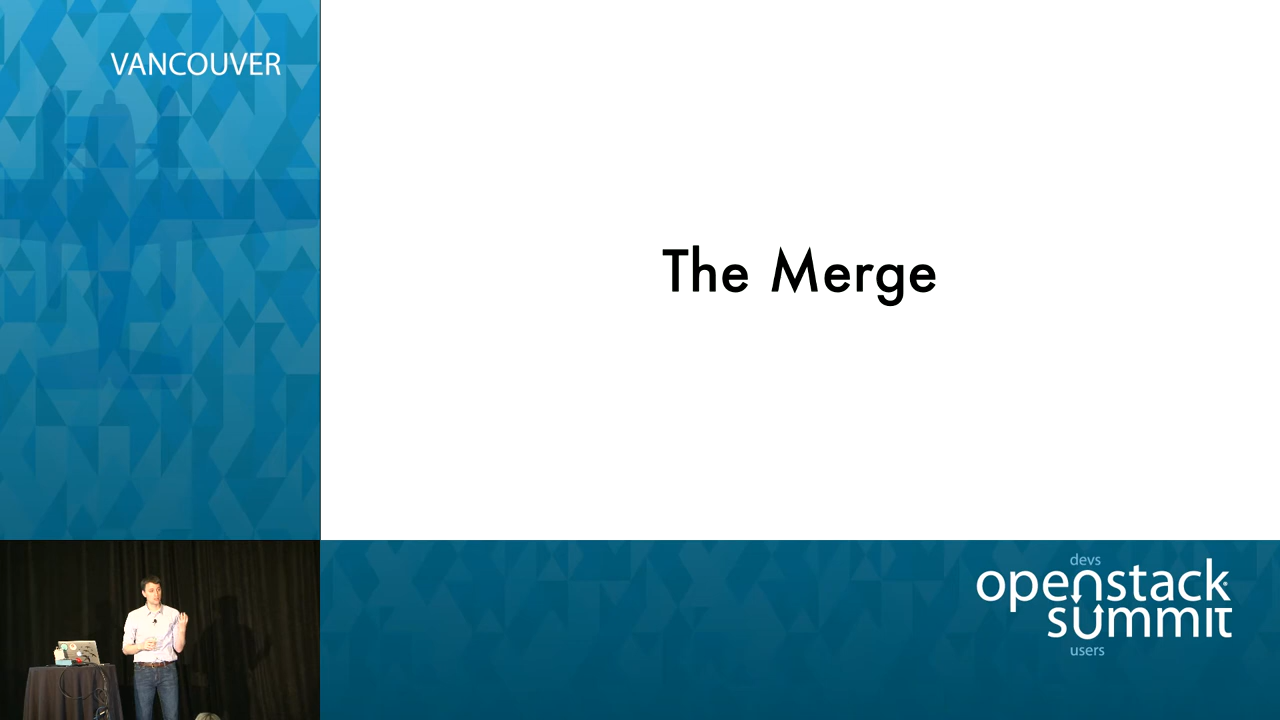 VANCOUVER
The Merge
devs
openstack
summit
users